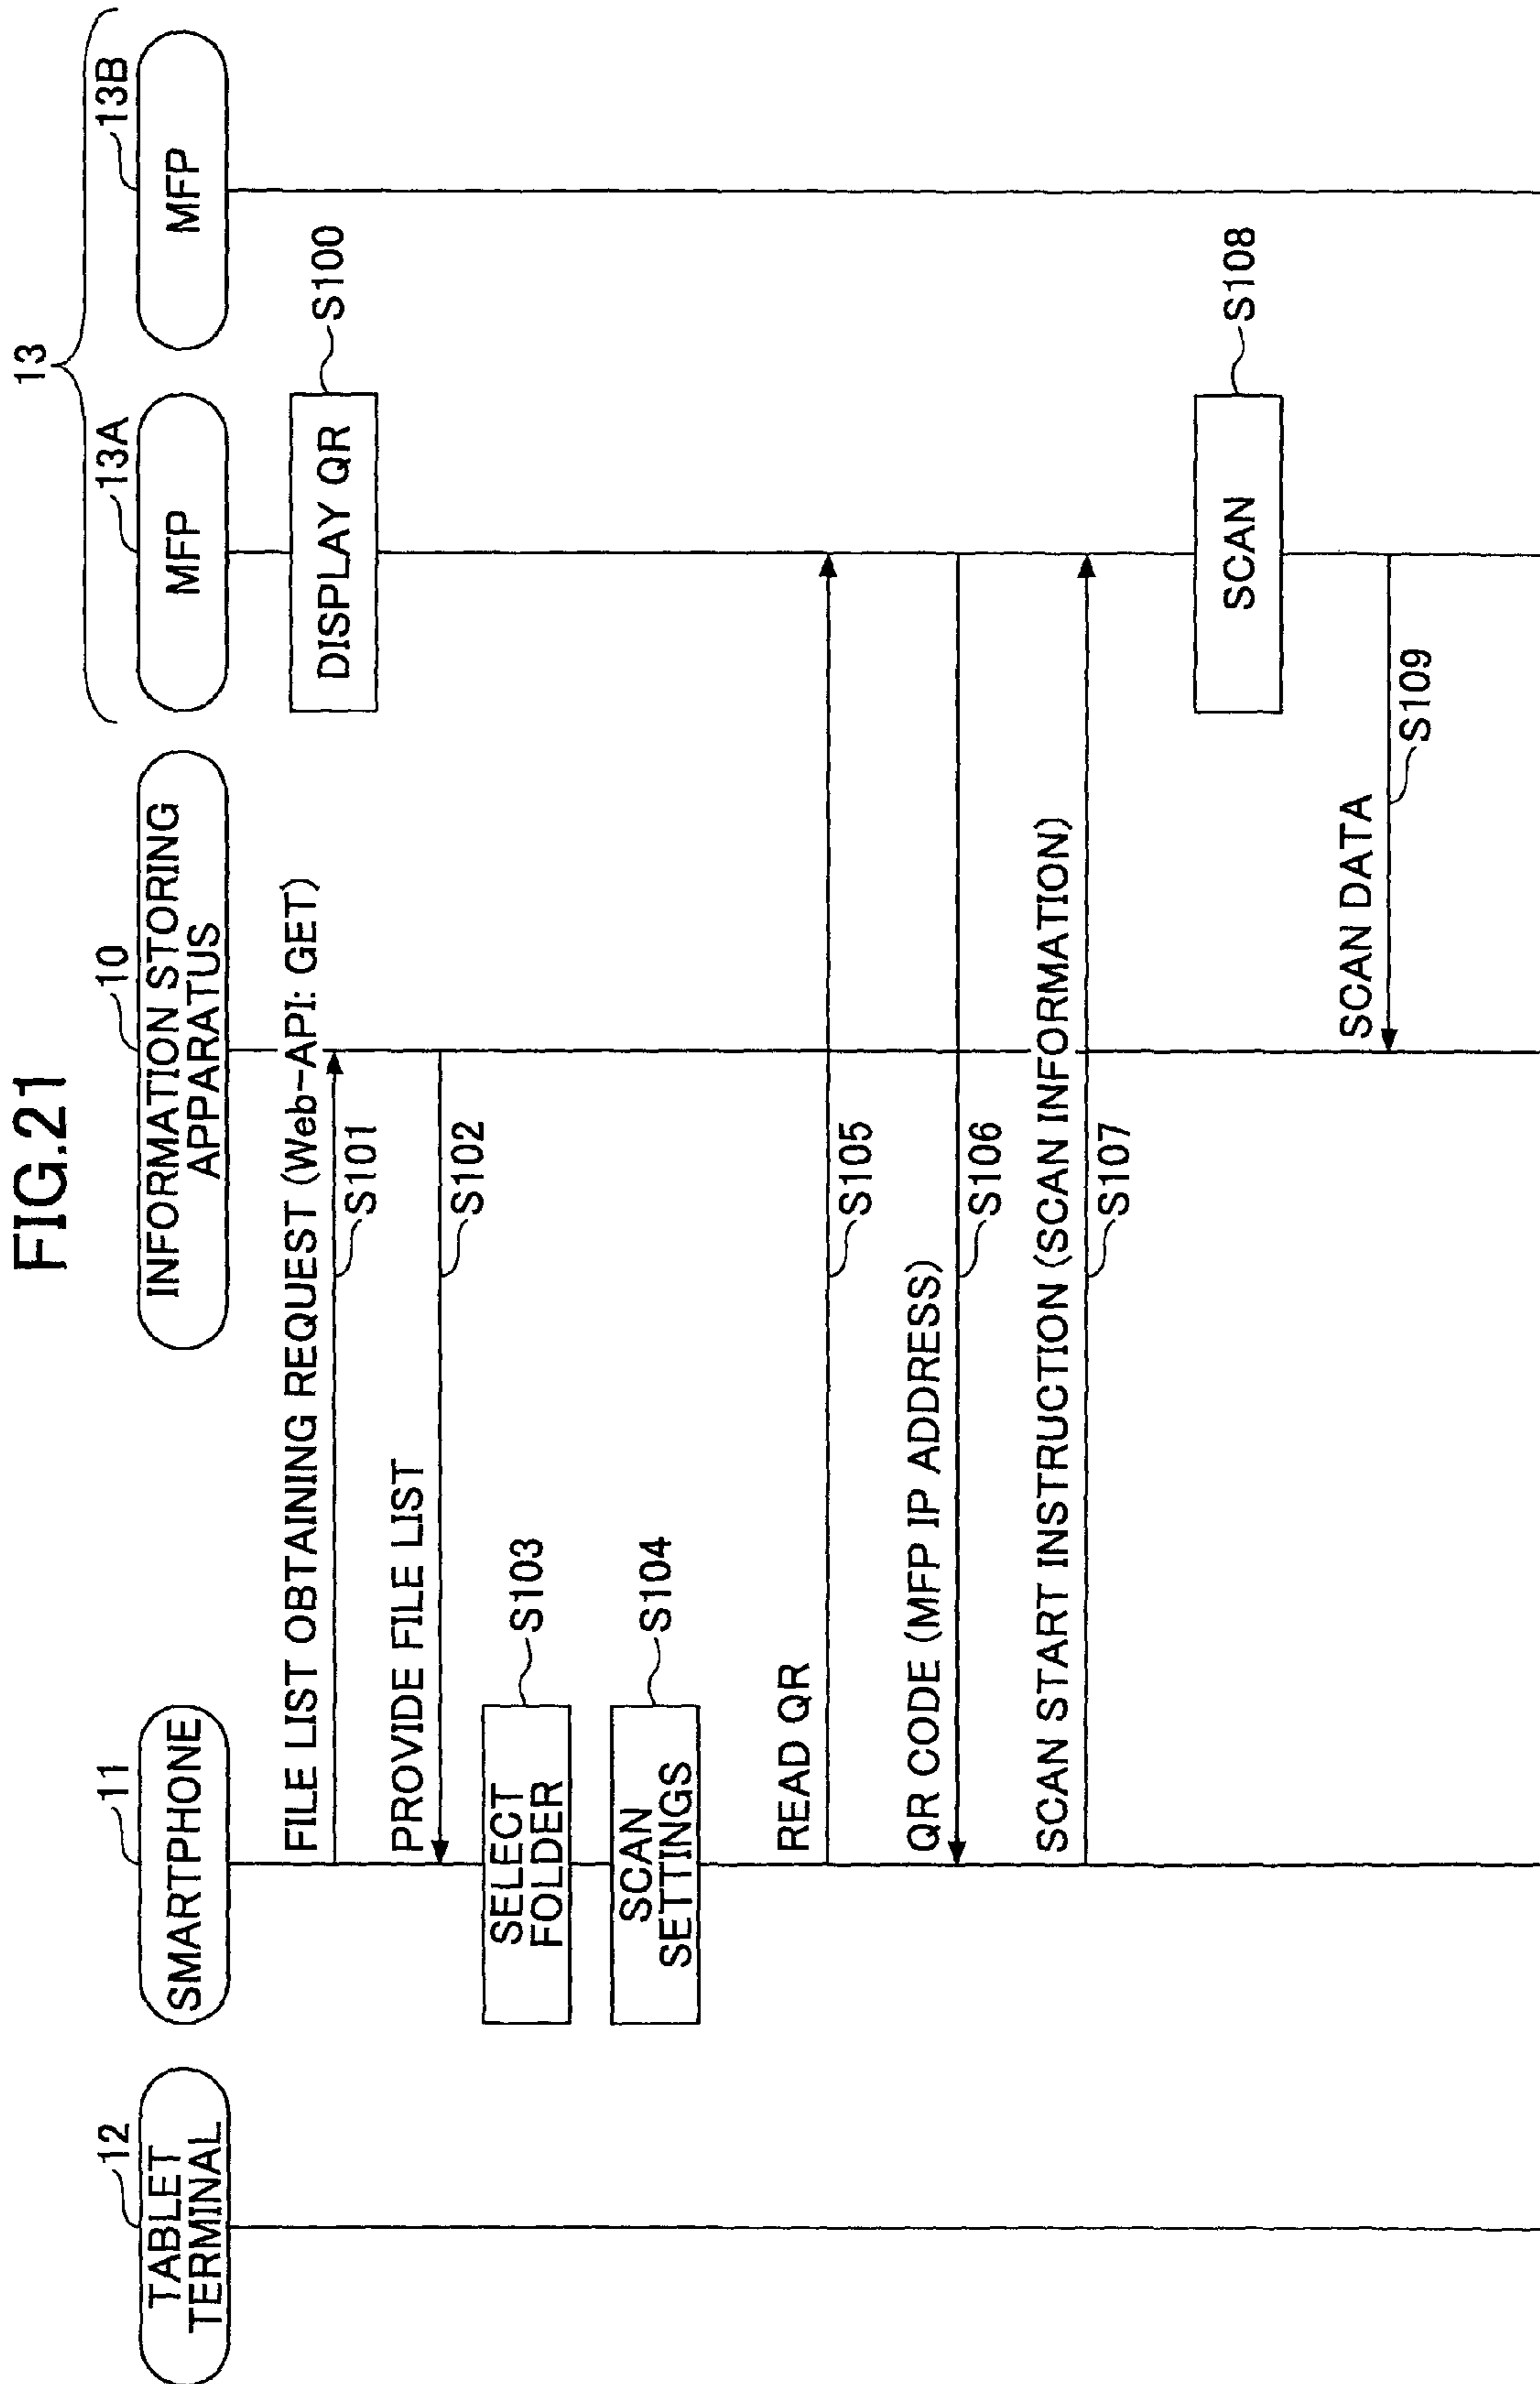 FIG.21
13
12
11
10
13A
13B
TABLET
TERMINAL
SMARTPHONE
INFORMATION STORING
APPARATUS
MFP
MFP
DISPLAY QR
S100
FILE LIST OBTAINING REQUEST (Web-API: GET)
S101
PROVIDE FILE LIST
S102
SELECT
FOLDER
S103
SCAN
SETTINGS
S104
READ QR
S105
QR CODE (MFP IP ADDRESS)
S106
SCAN START INSTRUCTION (SCAN INFORMATION)
S107
SCAN
S108
SCAN DATA
S109